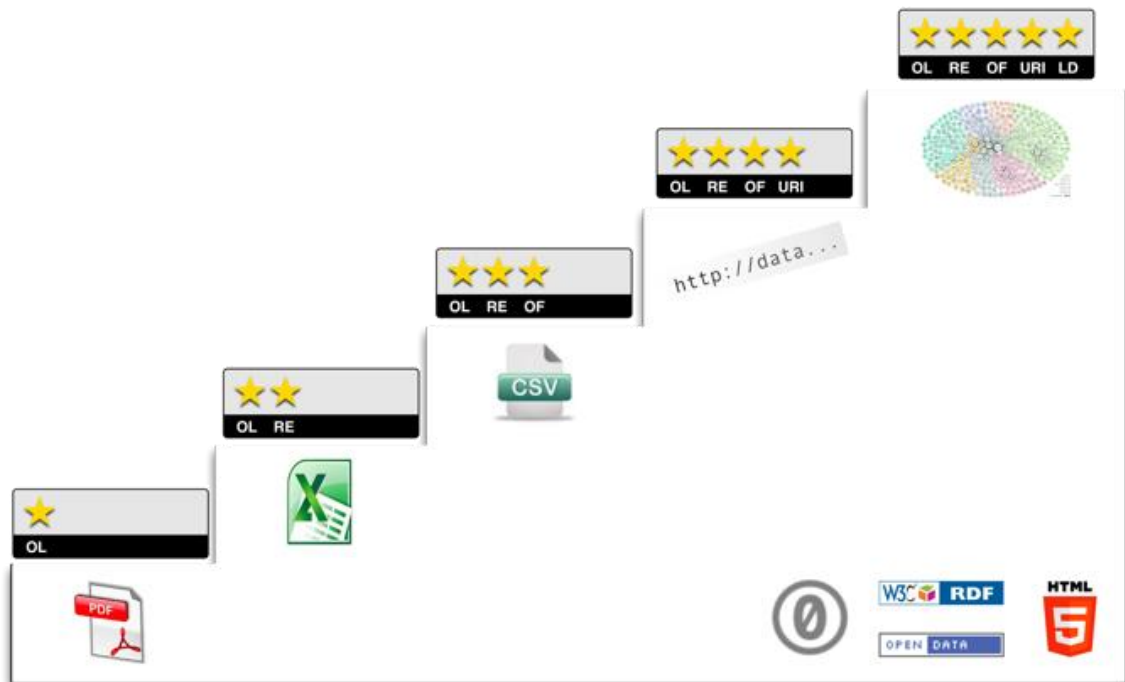 OL RE OF URI LD
OL RE OF URI
http://data...
OL RE OF
CSV
OL RE
X
OL
PDF
0
W3C RDF
OPEN DATA
HTML
5